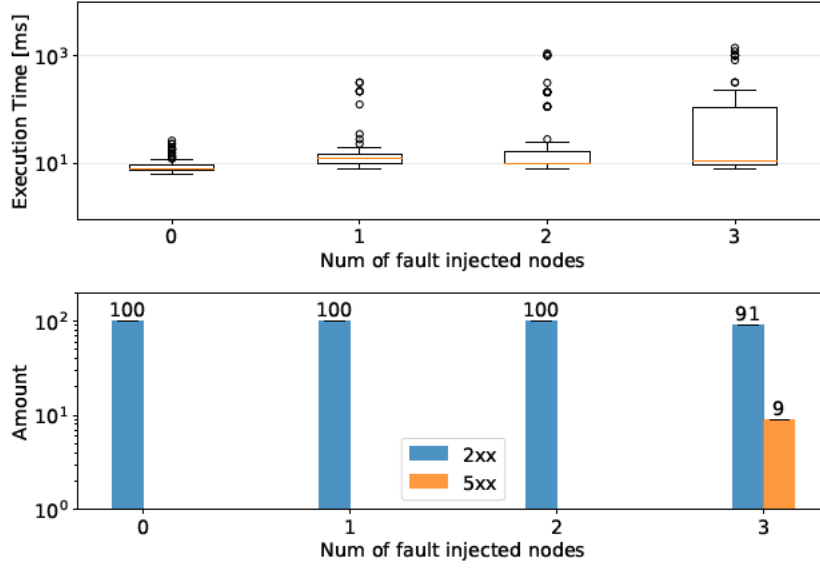 Execution Time [ms]
10³
10¹
0 1 2 3
Num of fault injected nodes
Amount
10²
10¹
10⁰
100 100 100 91
9
2xx
5xx
0 1 2 3
Num of fault injected nodes